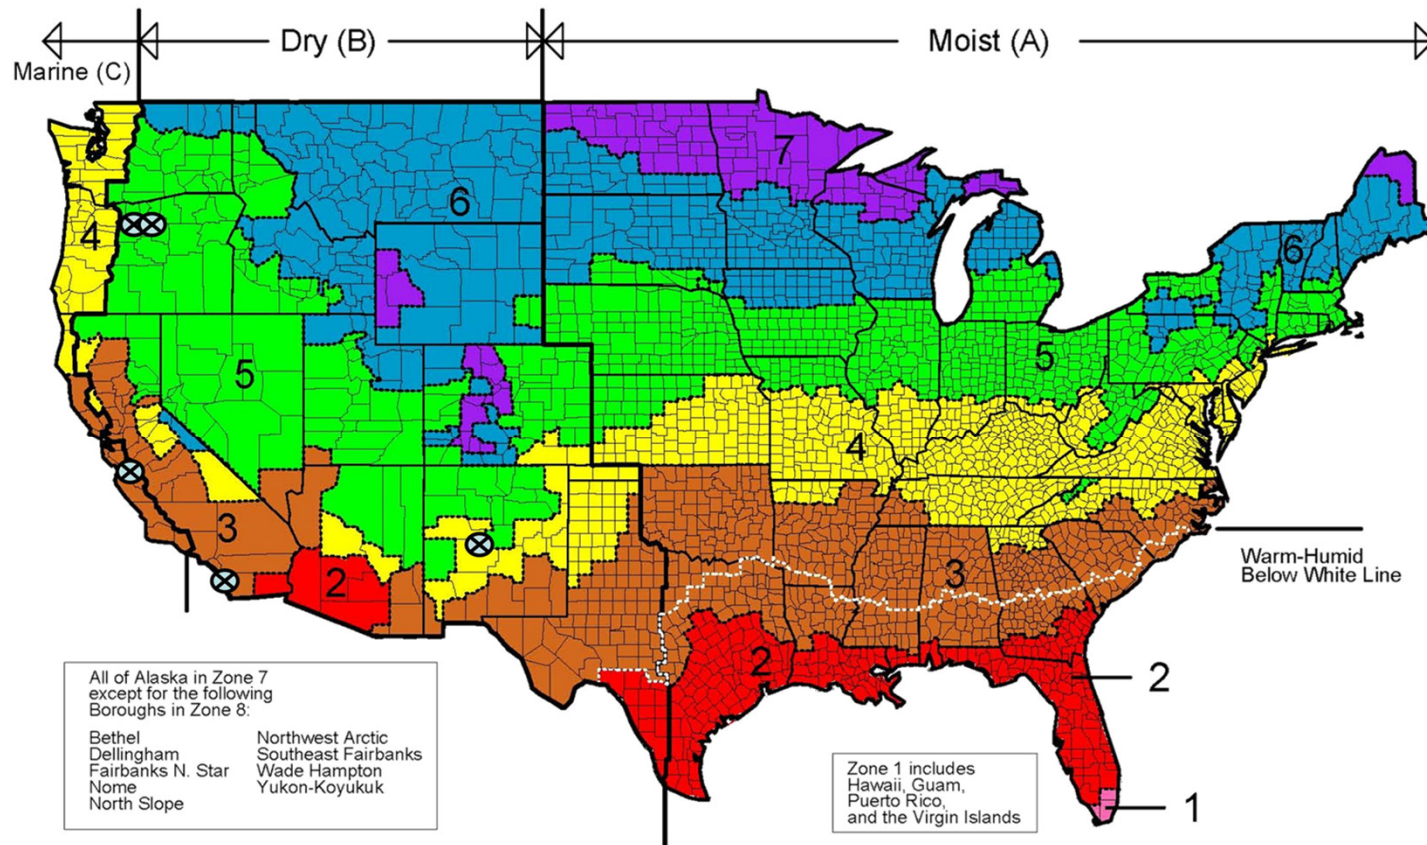 Dry (B)
Moist (A)
Marine (C)
7
6
4
6
5
5
4
3
3
2
2
2
1
Warm-Humid
Below White Line
All of Alaska in Zone 7
except for the following
Boroughs in Zone 8:
Bethel
Dellingham
Fairbanks N. Star
Nome
North Slope
Northwest Arctic
Southeast Fairbanks
Wade Hampton
Yukon-Koyukuk
Zone 1 includes
Hawaii, Guam,
Puerto Rico,
and the Virgin Islands